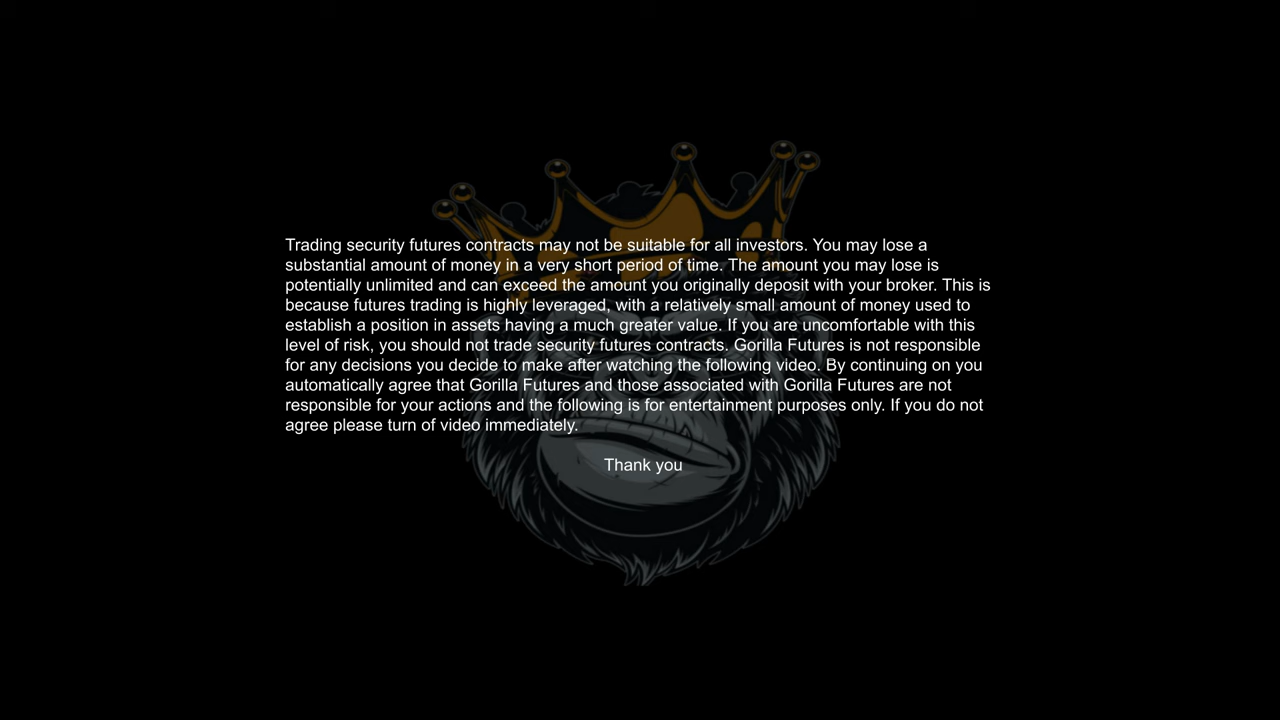 Trading security futures contracts may not be suitable for all investors. You may lose a
substantial amount of money in a very short period of time. The amount you may lose is
potentially unlimited and can exceed the amount you originally deposit with your broker. This is
because futures trading is highly leveraged, with a relatively small amount of money used to
establish a position in assets having a much greater value. If you are uncomfortable with this
level of risk, you should not trade security futures contracts. Gorilla Futures is not responsible
for any decisions you decide to make after watching the following video. By continuing on you
automatically agree that Gorilla Futures and those associated with Gorilla Futures are not
responsible for your actions and the following is for entertainment purposes only. If you do not
agree please turn of video immediately.
Thank you